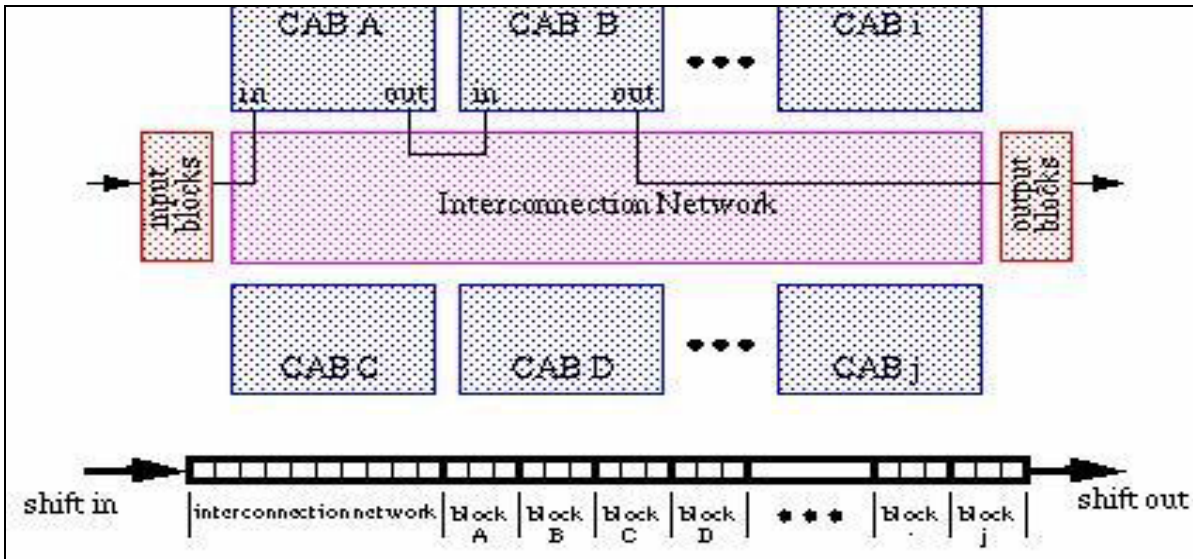 CAB A
CAB B
CAB i
in
out
in
out
input
blocks
Interconnection Network
output
blocks
CAB C
CAB D
CAB j
shift in
shift out
interconnection network
block
A
block
B
block
C
block
D
block
block
j